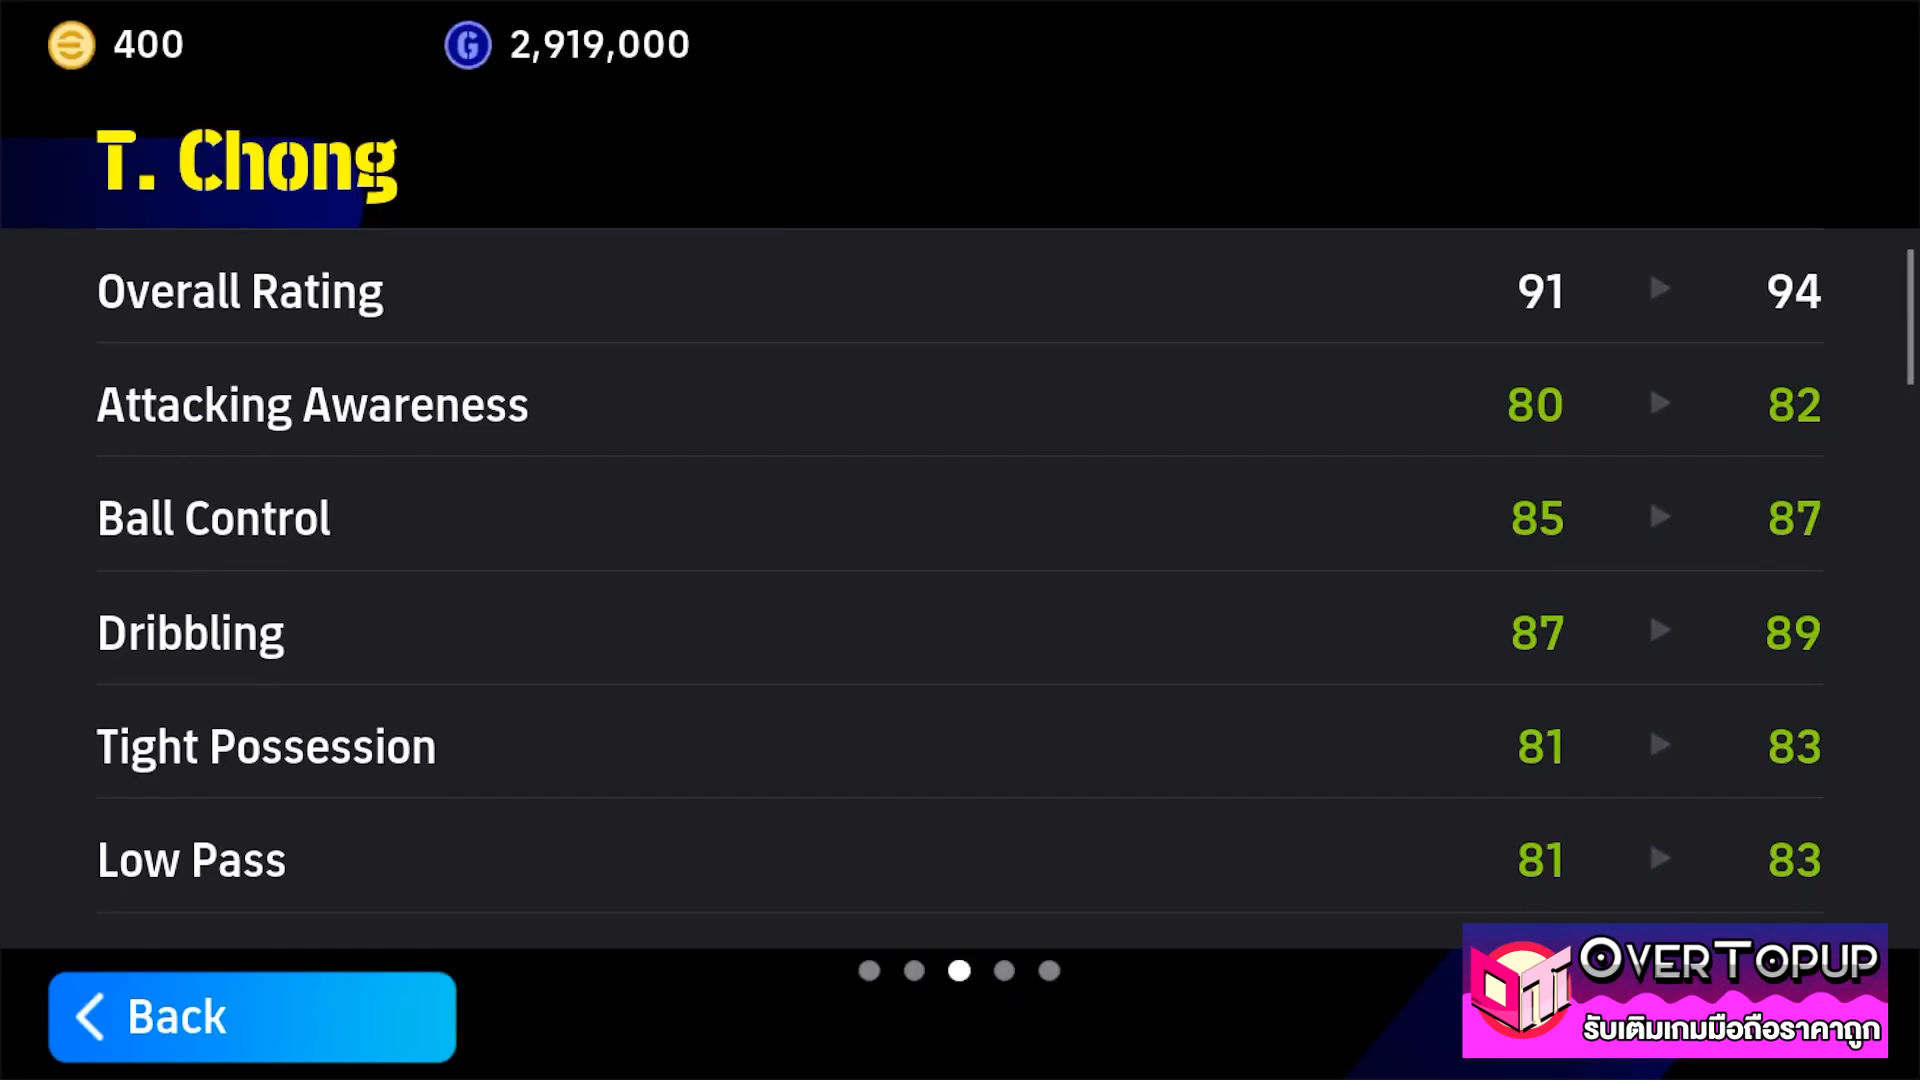 400
2,919,000
T. Chong
Overall Rating 91 ▶ 94
Attacking Awareness 80 ▶ 82
Ball Control 85 ▶ 87
Dribbling 87 ▶ 89
Tight Possession 81 ▶ 83
Low Pass 81 ▶ 83
Back
OVERTOPUP
รับเติมเกมมือถือราคาถูก